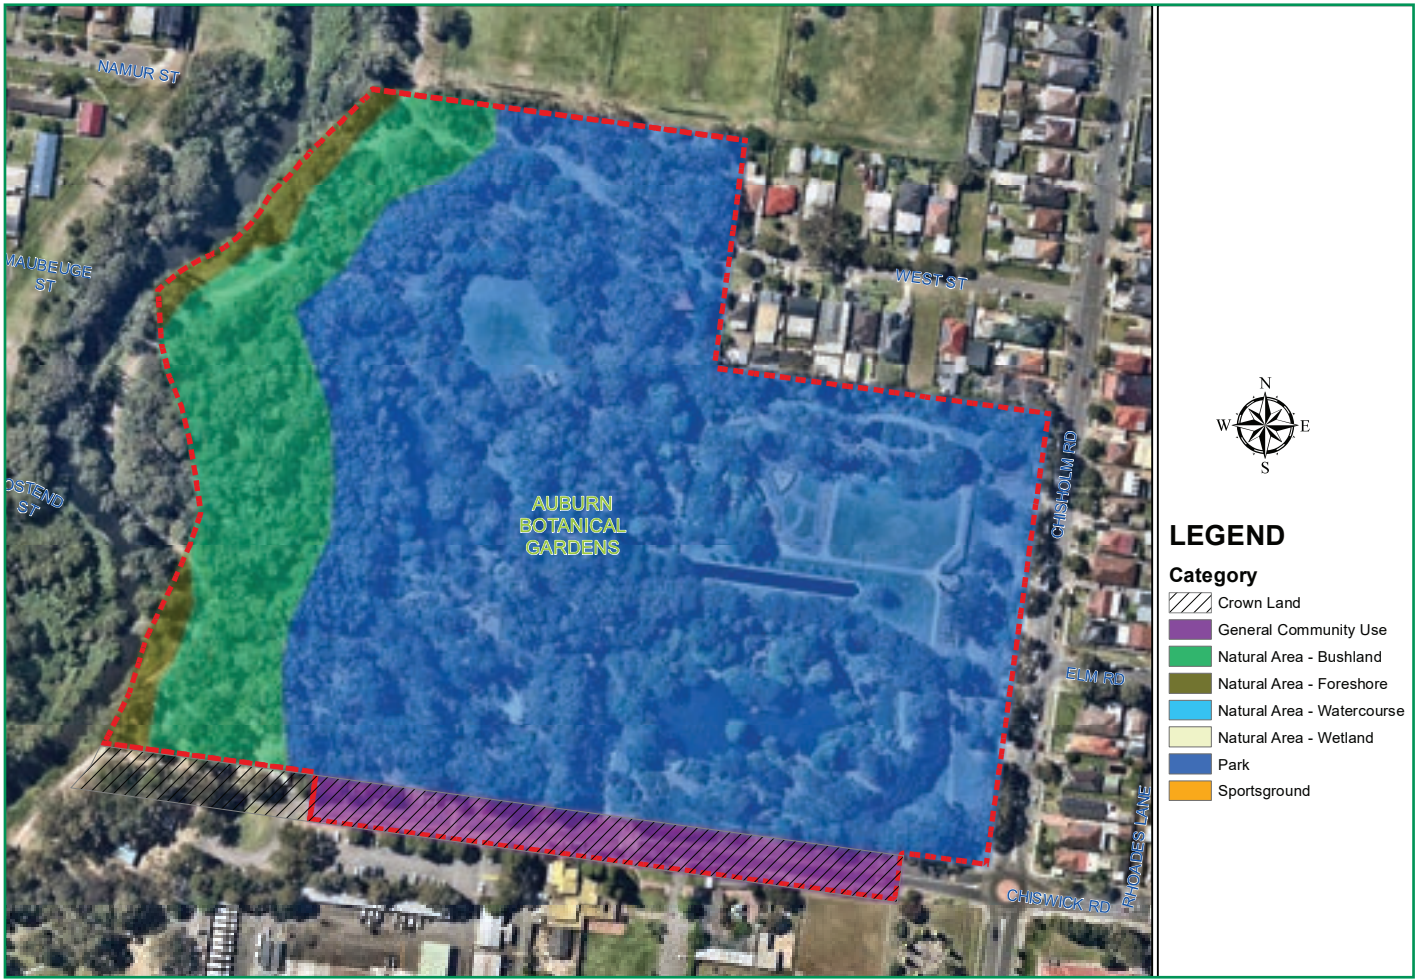 NAMUR ST
MAUBEUGE
ST
OSTEND
ST
WEST ST
CHISHOLM RD
AUBURN
BOTANICAL
GARDENS
ELM RD
RHOADES LANE
CHISWICK RD
N
W E
S
LEGEND
Category
Crown Land
General Community Use
Natural Area - Bushland
Natural Area - Foreshore
Natural Area - Watercourse
Natural Area - Wetland
Park
Sportsground